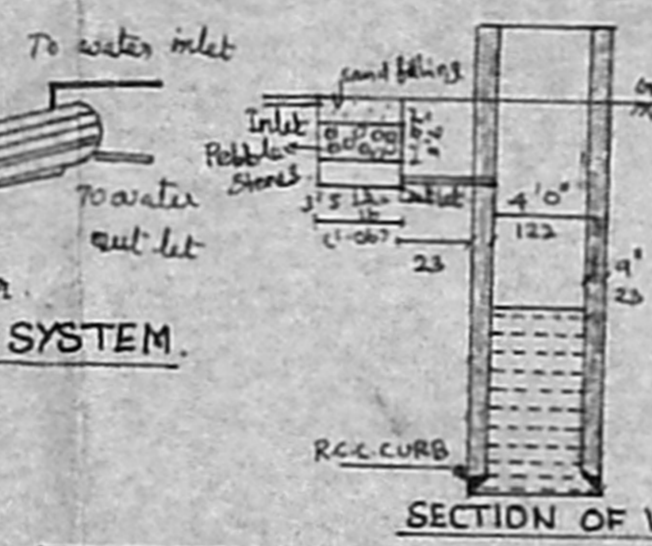 To water inlet
sand filling
Inlet
Pebble
Stones
To water
out let
outlet
4'0"
122
23
9"
23
SYSTEM.
R.C.C. CURB
SECTION OF